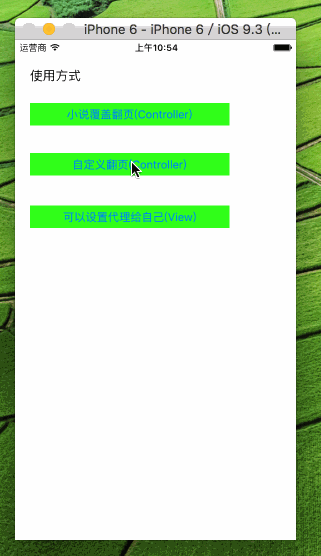 iPhone 6 - iPhone 6 / iOS 9.3 (...
运营商 上午10:54
使用方式
小说覆盖翻页(Controller)
自定义翻页(Controller)
可以设置代理给自己(View)